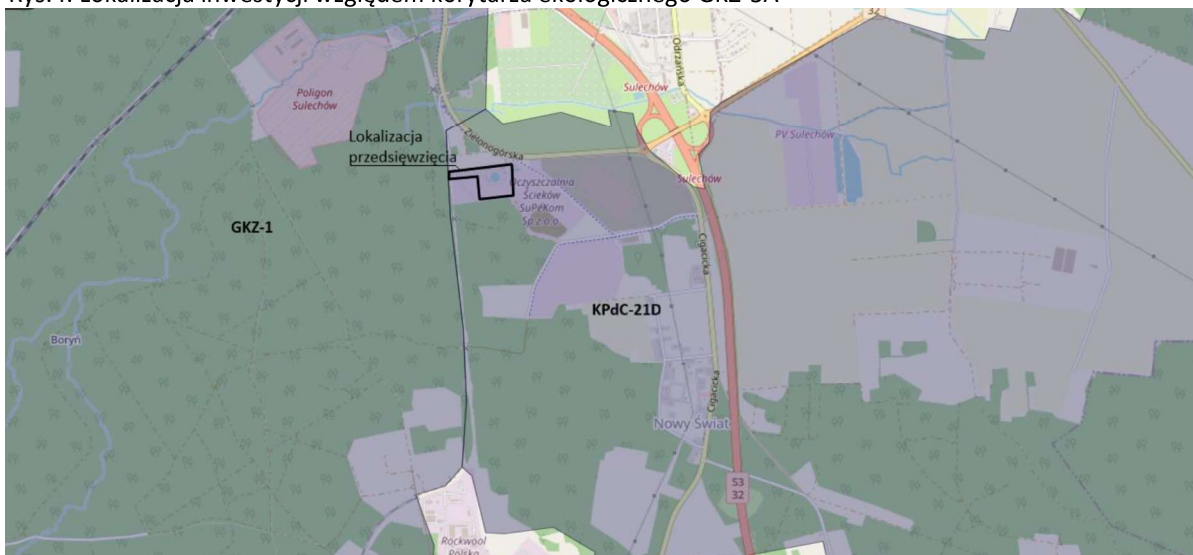 Rys. 1. Lokalizacja inwestycji względem korytarza ekologicznego GKZ-5A
32
Odrzańska
Sulechów
Poligon
Sulechów
Lokalizacja
przedsięwzięcia
Zielonogórska
PV Sulechów
Sulechów
Oczyszczalnia
Ścieków
SuPeKom
Sp.z.o.o.
GKZ-1
Cigacicka
KPdC-21D
Boryń
Cigacicka
Nowy Świat
S3
32
Rockwool
Polska